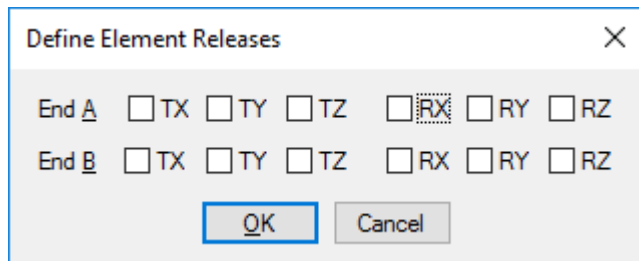 Define Element Releases
End A TX TY TZ RX RY RZ
End B TX TY TZ RX RY RZ
OK Cancel